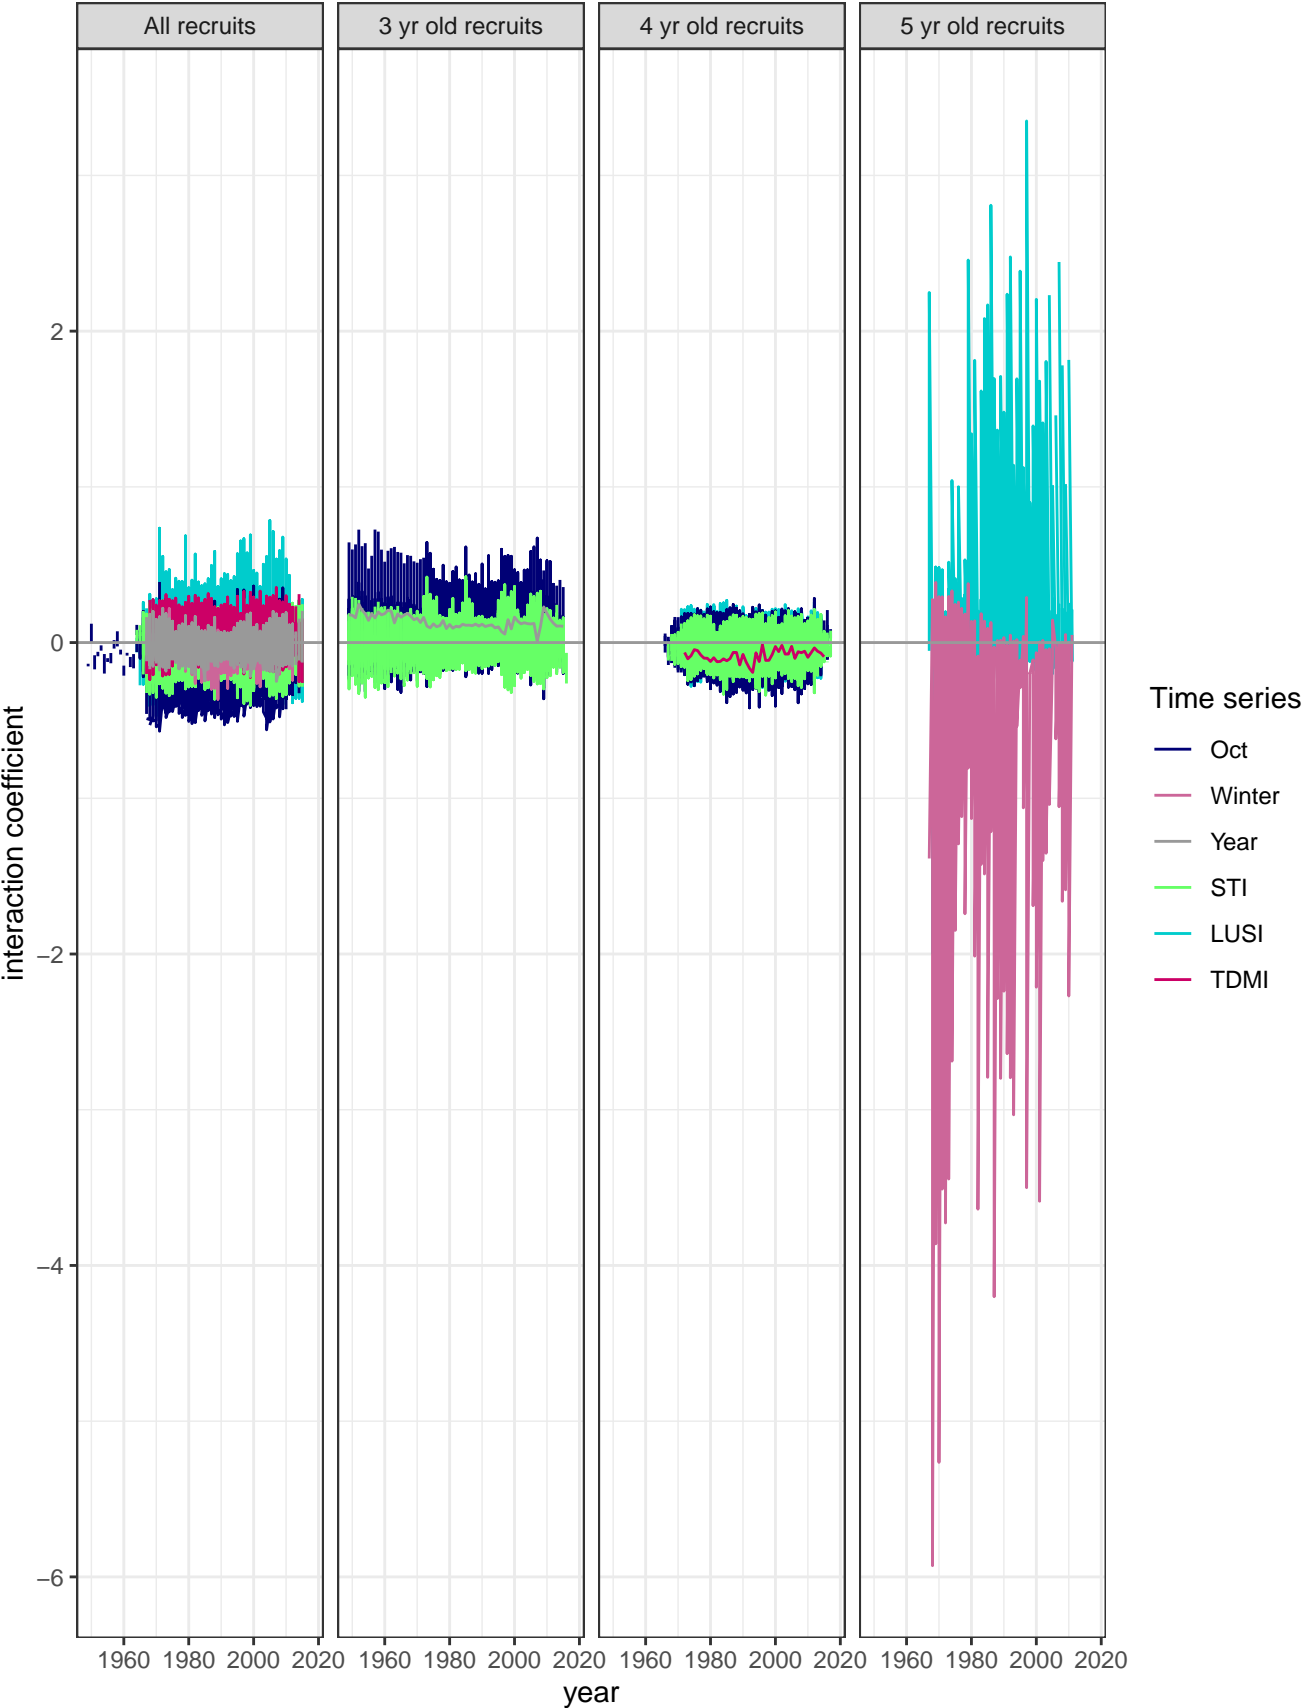 All recruits
3 yr old recruits
4 yr old recruits
5 yr old recruits
2
0
−2
−4
−6
interaction coefficient
1960 1980 2000 2020
1960 1980 2000 2020
1960 1980 2000 2020
1960 1980 2000 2020
year
Time series
Oct
Winter
Year
STI
LUSI
TDMI